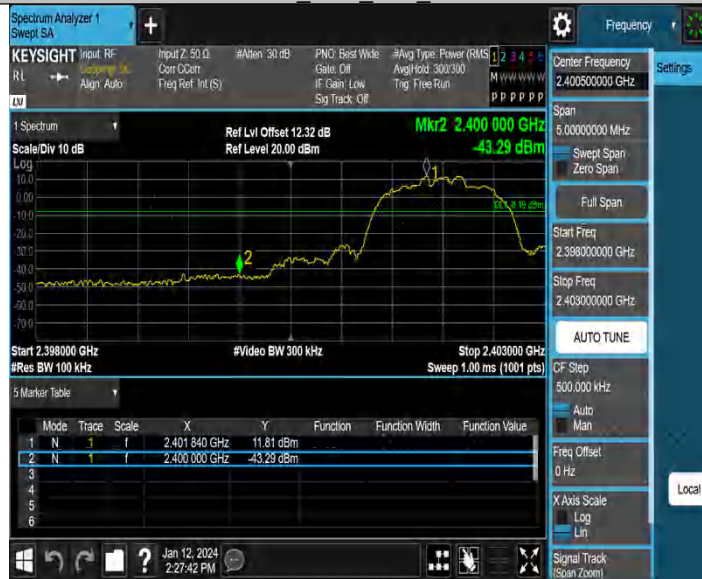 Spectrum Analyzer 1
Swept SA
Frequency
KEYSIGHT Input: RF Input Z: 50 Ω #Atten: 30 dB PNO: Best Wide #Avg Type: Power (RMS 1 2 3 4 5 6
RL Coupling: DC Corr CCorr Gate: Off Avg|Hold: 300/300 M W W W W W
Align: Auto Freq Ref: Int (S) IF Gain: Low Trig: Free Run
Sig Track: Off P P P P P P
LXI
1 Spectrum
Scale/Div 10 dB
Ref Lvl Offset 12.32 dB
Ref Level 20.00 dBm
Mkr2 2.400 000 GHz
-43.29 dBm
Log
10.0
0.00
-10.0
-20.0
-30.0
-40.0
-50.0
-60.0
-70.0
1
2
Start 2.398000 GHz #Video BW 300 kHz Stop 2.403000 GHz
#Res BW 100 kHz Sweep 1.00 ms (1001 pts)
5 Marker Table
Mode Trace Scale X Y Function Function Width Function Value
1 N 1 f 2.401 840 GHz 11.81 dBm
2 N 1 f 2.400 000 GHz -43.29 dBm
3
4
5
6
Jan 12, 2024
2:27:42 PM
Center Frequency
2.400500000 GHz
Settings
Span
5.00000000 MHz
Swept Span
Zero Span
Full Span
Start Freq
2.398000000 GHz
Stop Freq
2.403000000 GHz
AUTO TUNE
CF Step
500.000 kHz
Auto
Man
Freq Offset
0 Hz
X Axis Scale
Log
Lin
Local
Signal Track
(Span Zoom)